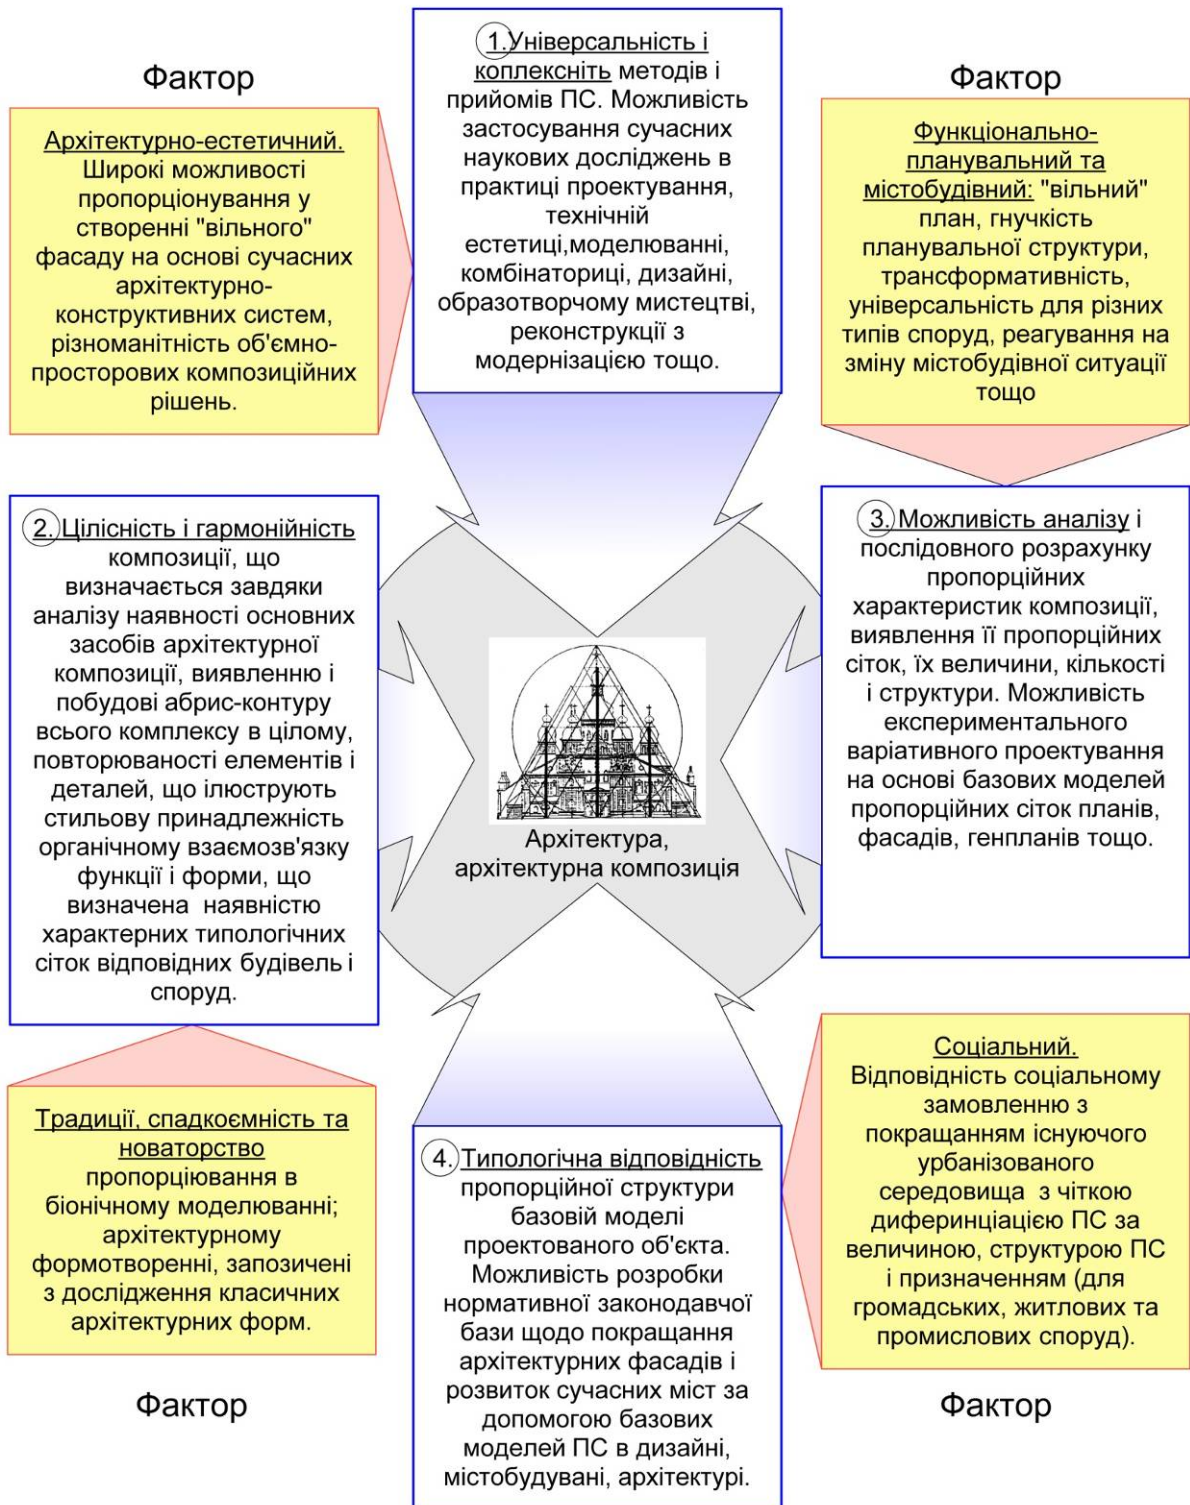 Фактор
Архітектурно-естетичний.
Широкі можливості
пропорціонування у
створенні "вільного"
фасаду на основі сучасних
архітектурно-
конструктивних систем,
різноманітність об'ємно-
просторових композиційних
рішень.
1.Універсальність і
коплексніть методів і
прийомів ПС. Можливість
застосування сучасних
наукових досліджень в
практиці проектування,
технічній
естетиці,моделюванні,
комбінаториці, дизайні,
образотворчому мистецтві,
реконструкції з
модернізацією тощо.
Фактор
Функціонально-
планувальний та
містобудівний: "вільний"
план, гнучкість
планувальної структури,
трансформативність,
універсальність для різних
типів споруд, реагування на
зміну містобудівної ситуації
тощо
2. Цілісність і гармонійність
композиції, що
визначається завдяки
аналізу наявності основних
засобів архітектурної
композиції, виявленню і
побудові абрис-контуру
всього комплексу в цілому,
повторюваності елементів і
деталей, що ілюструють
стильову принадлежність
органічному взаємозв'язку
функції і форми, що
визначена наявністю
характерних типологічних
сіток відповідних будівель і
споруд.
Архітектура,
архітектурна композиція
3. Можливість аналізу і
послідовного розрахунку
пропорційних
характеристик композиції,
виявлення її пропорційних
сіток, їх величини, кількості
і структури. Можливість
експериментального
варіативного проектування
на основі базових моделей
пропорційних сіток планів,
фасадів, генпланів тощо.
Традиції, спадкоємність та
новаторство
пропорціювання в
біонічному моделюванні;
архітектурному
формотворенні, запозичені
з дослідження класичних
архітектурних форм.
Фактор
4. Типологічна відповідність
пропорційної структури
базовій моделі
проектованого об'єкта.
Можливість розробки
нормативної законодавчої
бази щодо покращання
архітектурних фасадів і
розвиток сучасних міст за
допомогою базових
моделей ПС в дизайні,
містобудувані, архітектурі.
Соціальний.
Відповідність соціальному
замовленню з
покращанням існуючого
урбанізованого
середовища з чіткою
диферинціацією ПС за
величиною, структурою ПС
і призначенням (для
громадських, житлових та
промислових споруд).
Фактор